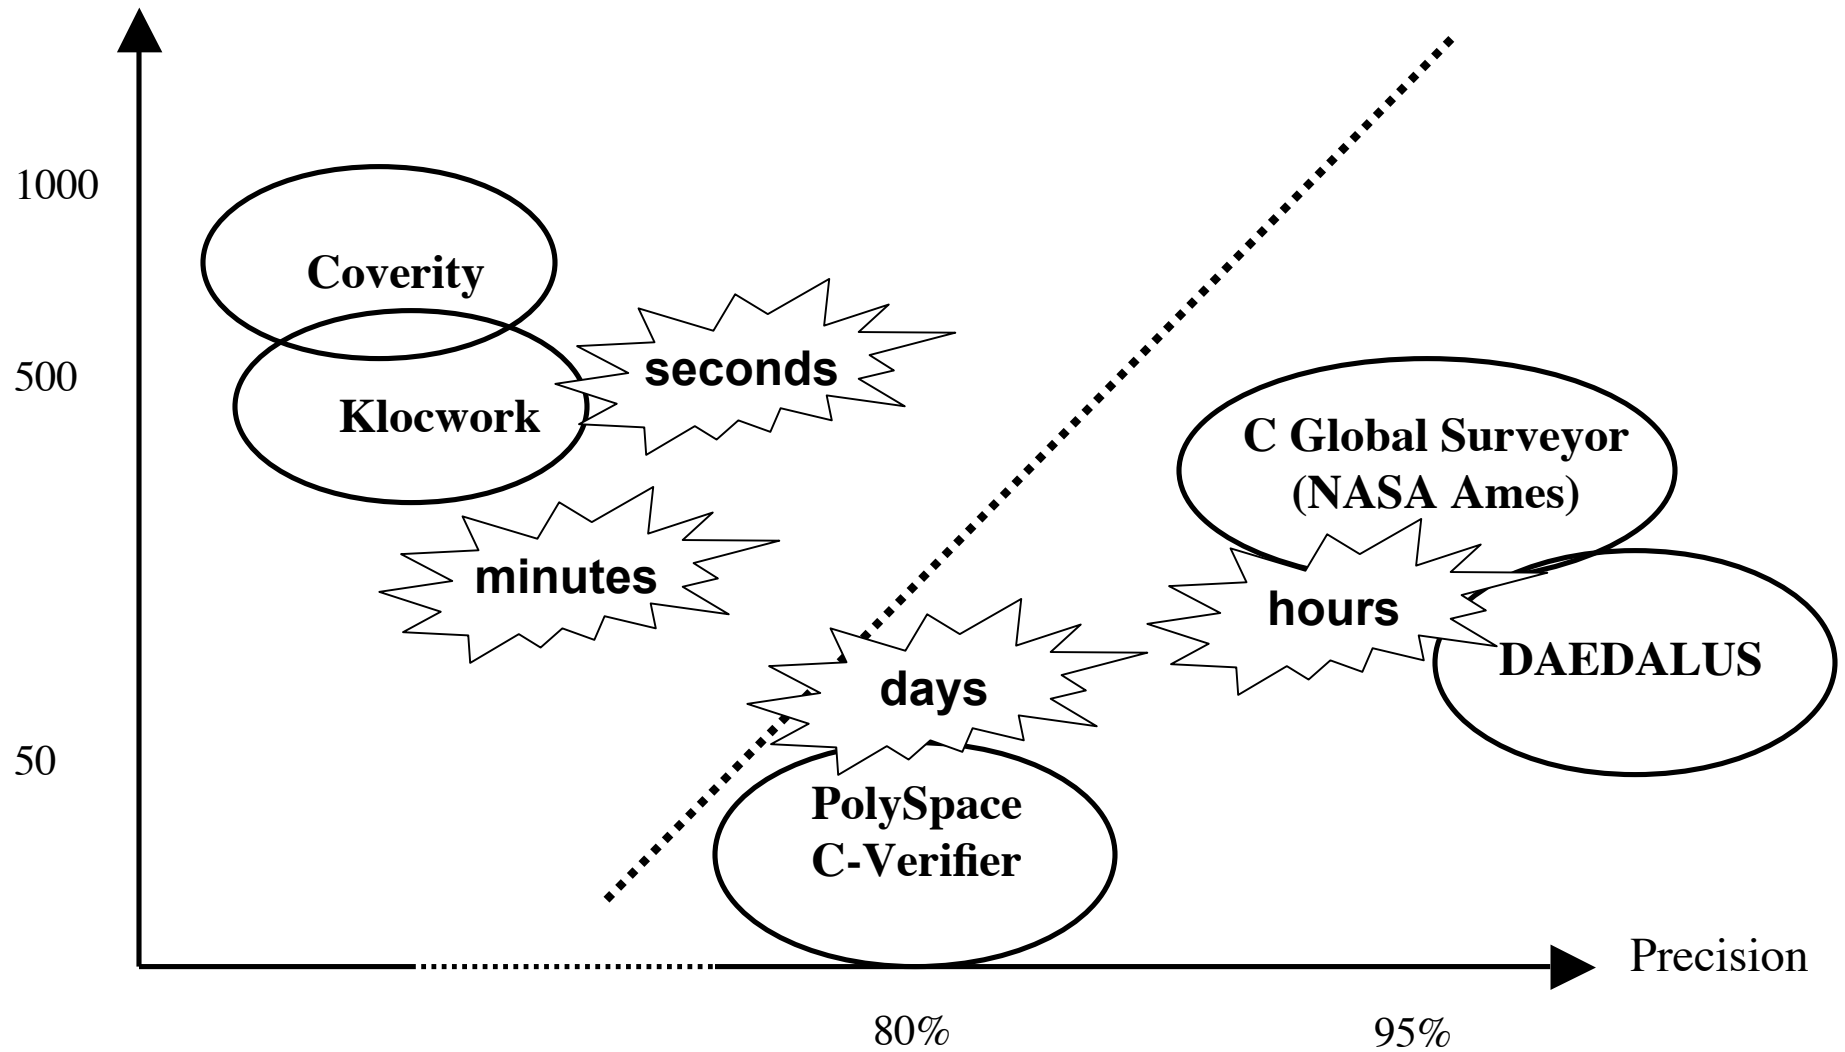 1000
Coverity
seconds
500
Klocwork
C Global Surveyor
(NASA Ames)
minutes
hours
DAEDALUS
days
50
PolySpace
C-Verifier
Precision
80%
95%